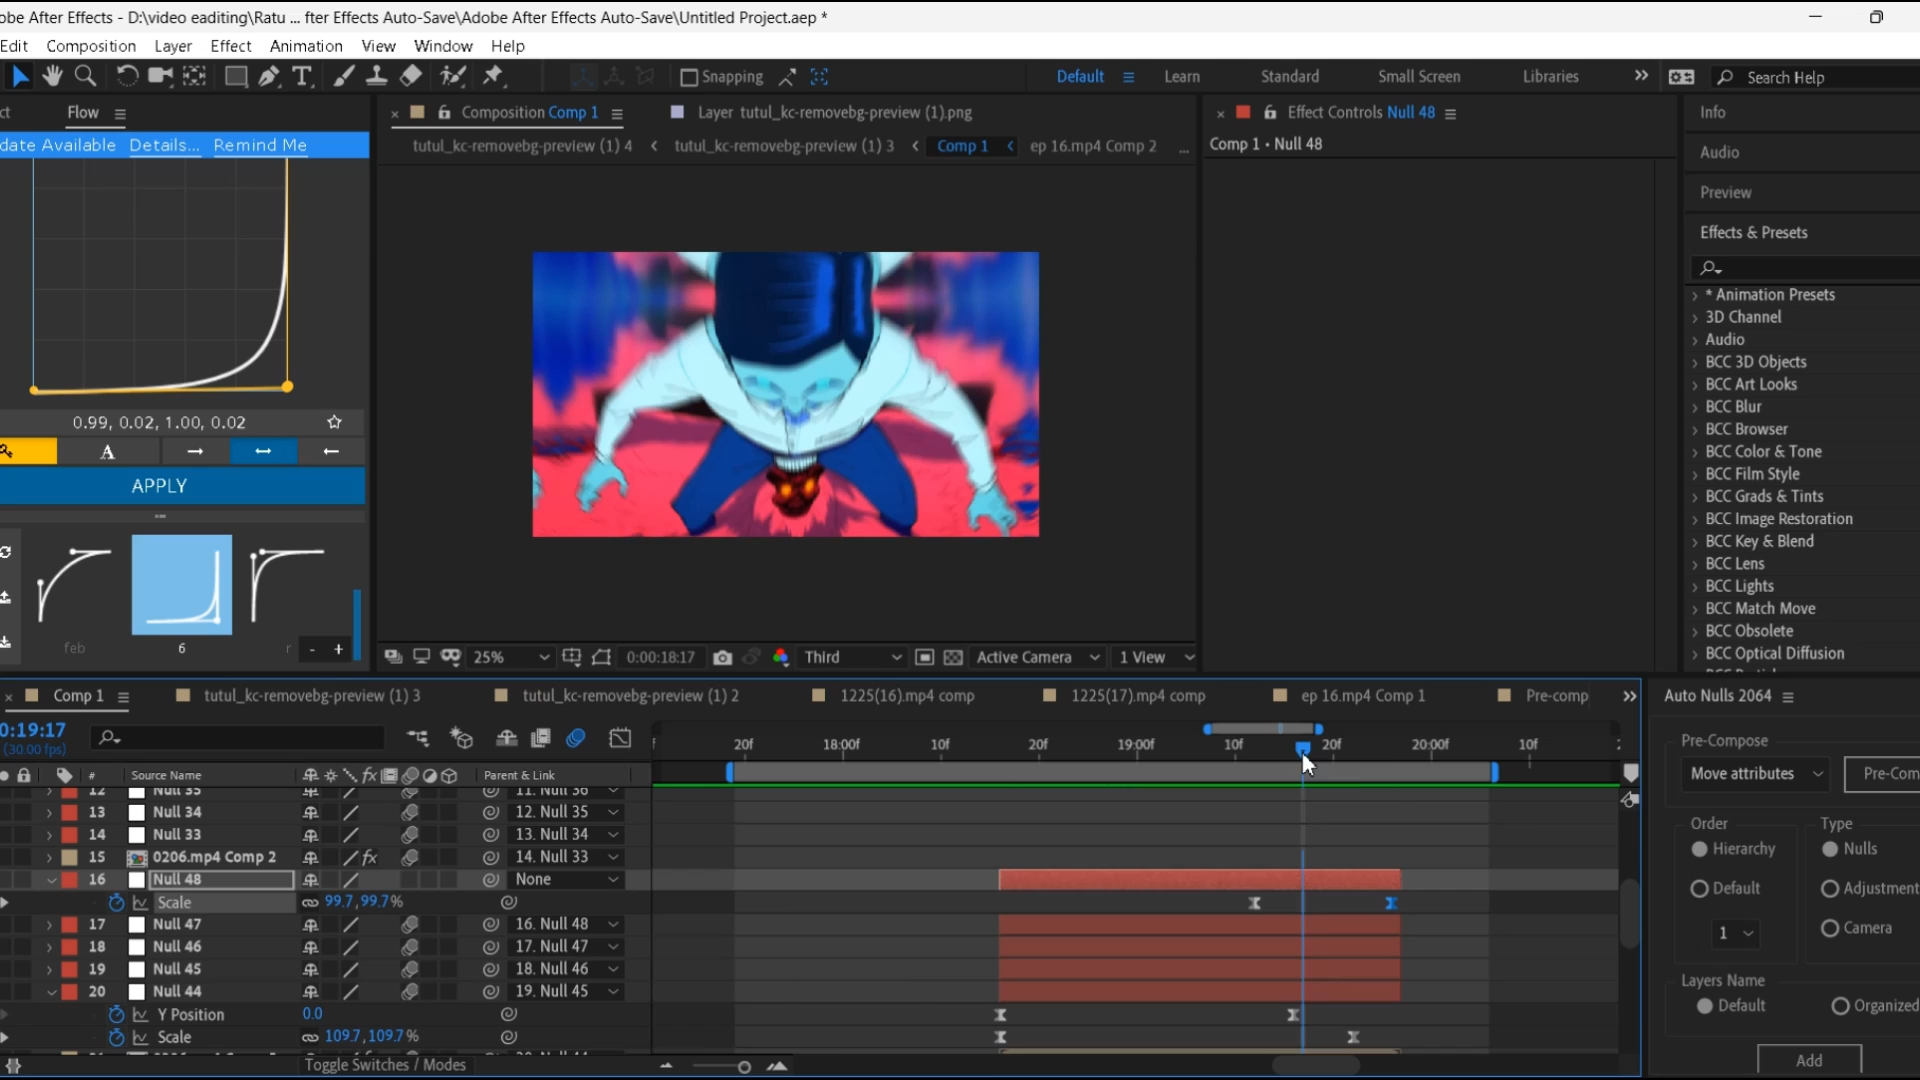 obe After Effects - D:\video eaditing\Ratu ... fter Effects Auto-Save\Adobe After Effects Auto-Save\Untitled Project.aep *
Edit Composition Layer Effect Animation View Window Help
Snapping Default Learn Standard Small Screen Libraries Search Help
ct Flow
date Available Details... Remind Me
0.99, 0.02, 1.00, 0.02
A
APPLY
feb 6 r - +
Composition Comp 1 Layer tutul_kc-removebg-preview (1).png
tutul_kc-removebg-preview (1) 4 < tutul_kc-removebg-preview (1) 3 < Comp 1 < ep 16.mp4 Comp 2 ...
25% 0:00:18:17 Third Active Camera 1 View
Effect Controls Null 48
Comp 1 • Null 48
Info
Audio
Preview
Effects & Presets
* Animation Presets
3D Channel
Audio
BCC 3D Objects
BCC Art Looks
BCC Blur
BCC Browser
BCC Color & Tone
BCC Film Style
BCC Grads & Tints
BCC Image Restoration
BCC Key & Blend
BCC Lens
BCC Lights
BCC Match Move
BCC Obsolete
BCC Optical Diffusion
Comp 1 tutul_kc-removebg-preview (1) 3 tutul_kc-removebg-preview (1) 2 1225(16).mp4 comp 1225(17).mp4 comp ep 16.mp4 Comp 1 Pre-comp
0:19:17
(30.00 fps)
f 20f 18:00f 10f 20f 19:00f 10f 20f 20:00f 10f
# Source Name fx Parent & Link
12 Null 35 11. Null 36
13 Null 34 12. Null 35
14 Null 33 13. Null 34
15 0206.mp4 Comp 2 fx 14. Null 33
16 Null 48 None
Scale 99.7,99.7%
17 Null 47 16. Null 48
18 Null 46 17. Null 47
19 Null 45 18. Null 46
20 Null 44 19. Null 45
Y Position 0.0
Scale 109.7,109.7%
Toggle Switches / Modes
Auto Nulls 2064
Pre-Compose
Move attributes Pre-Com
Order Type
Hierarchy Nulls
Default Adjustment
1 Camera
Layers Name
Default Organized
Add